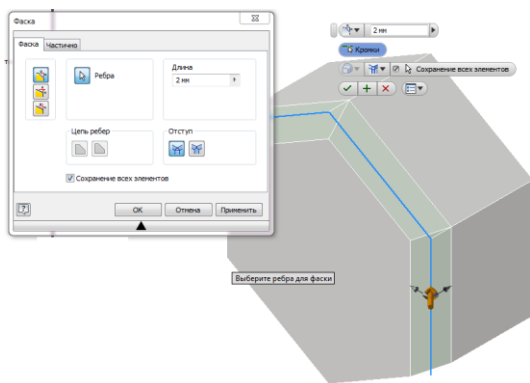 Фаска
Фаска
Частично
Ребра
Длина
2 мм
Цепь ребер
Отступ
Сохранение всех элементов
ОК
Отмена
Применить
2 мм
Кромки
Сохранение всех элементов
Выберите ребра для фаски